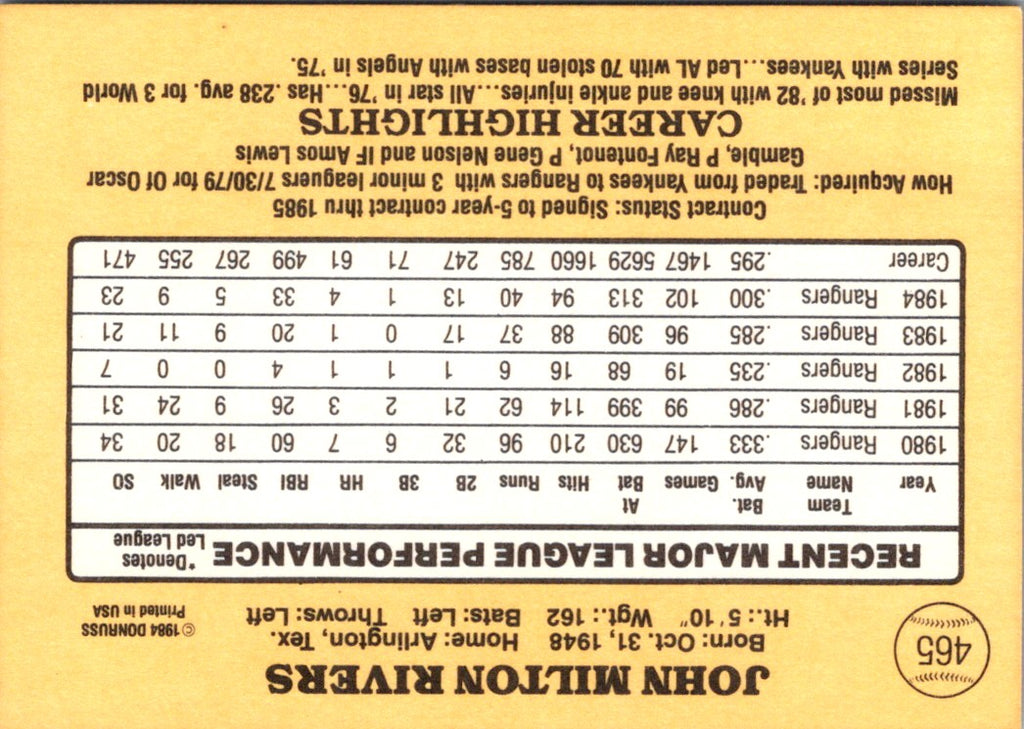 465
JOHN MILTON RIVERS
Born: Oct. 31, 1948 Home: Arlington, Tex.
Ht.: 5'10" Wgt.: 162 Bats: Left Throws: Left
©1984 DONRUSS
Printed in USA
RECENT MAJOR LEAGUE PERFORMANCE *Denotes Led League
Year Team Name Bat. Avg. Games At Bat Hits Runs 2B 3B HR RBI Steal Walk SO
1980 Rangers .333 147 630 210 96 32 6 7 60 18 20 34
1981 Rangers .286 99 399 114 62 21 2 3 26 9 24 31
1982 Rangers .235 19 68 16 6 1 1 1 4 0 0 7
1983 Rangers .285 96 309 88 37 17 0 1 20 9 11 21
1984 Rangers .300 102 313 94 40 13 1 4 33 5 9 23
Career .295 1467 5629 1660 785 247 71 61 499 267 255 471
Contract Status: Signed to 5-year contract thru 1985
How Acquired: Traded from Yankees to Rangers with 3 minor leaguers 7/30/79 for Of Oscar
Gamble, P Ray Fontenot, P Gene Nelson and IF Amos Lewis
CAREER HIGHLIGHTS
Missed most of '82 with knee and ankle injuries...All star in '76...Has .238 avg. for 3 World
Series with Yankees...Led AL with 70 stolen bases with Angels in '75.